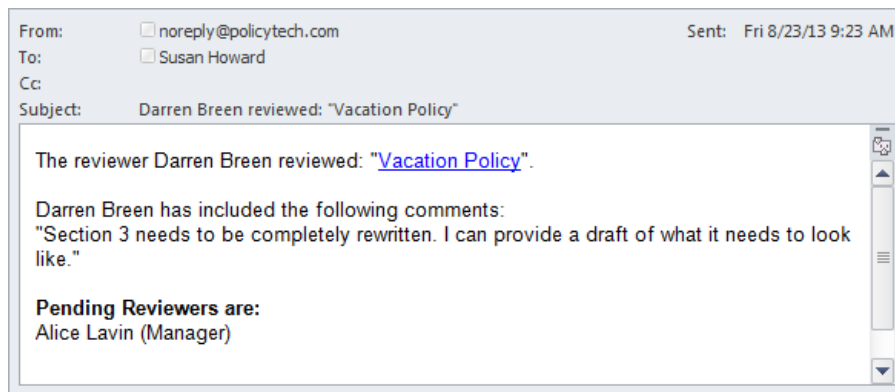 From: noreply@policytech.com Sent: Fri 8/23/13 9:23 AM
To: Susan Howard
Cc:
Subject: Darren Breen reviewed: "Vacation Policy"
The reviewer Darren Breen reviewed: "Vacation Policy".
Darren Breen has included the following comments:
"Section 3 needs to be completely rewritten. I can provide a draft of what it needs to look
like."
Pending Reviewers are:
Alice Lavin (Manager)